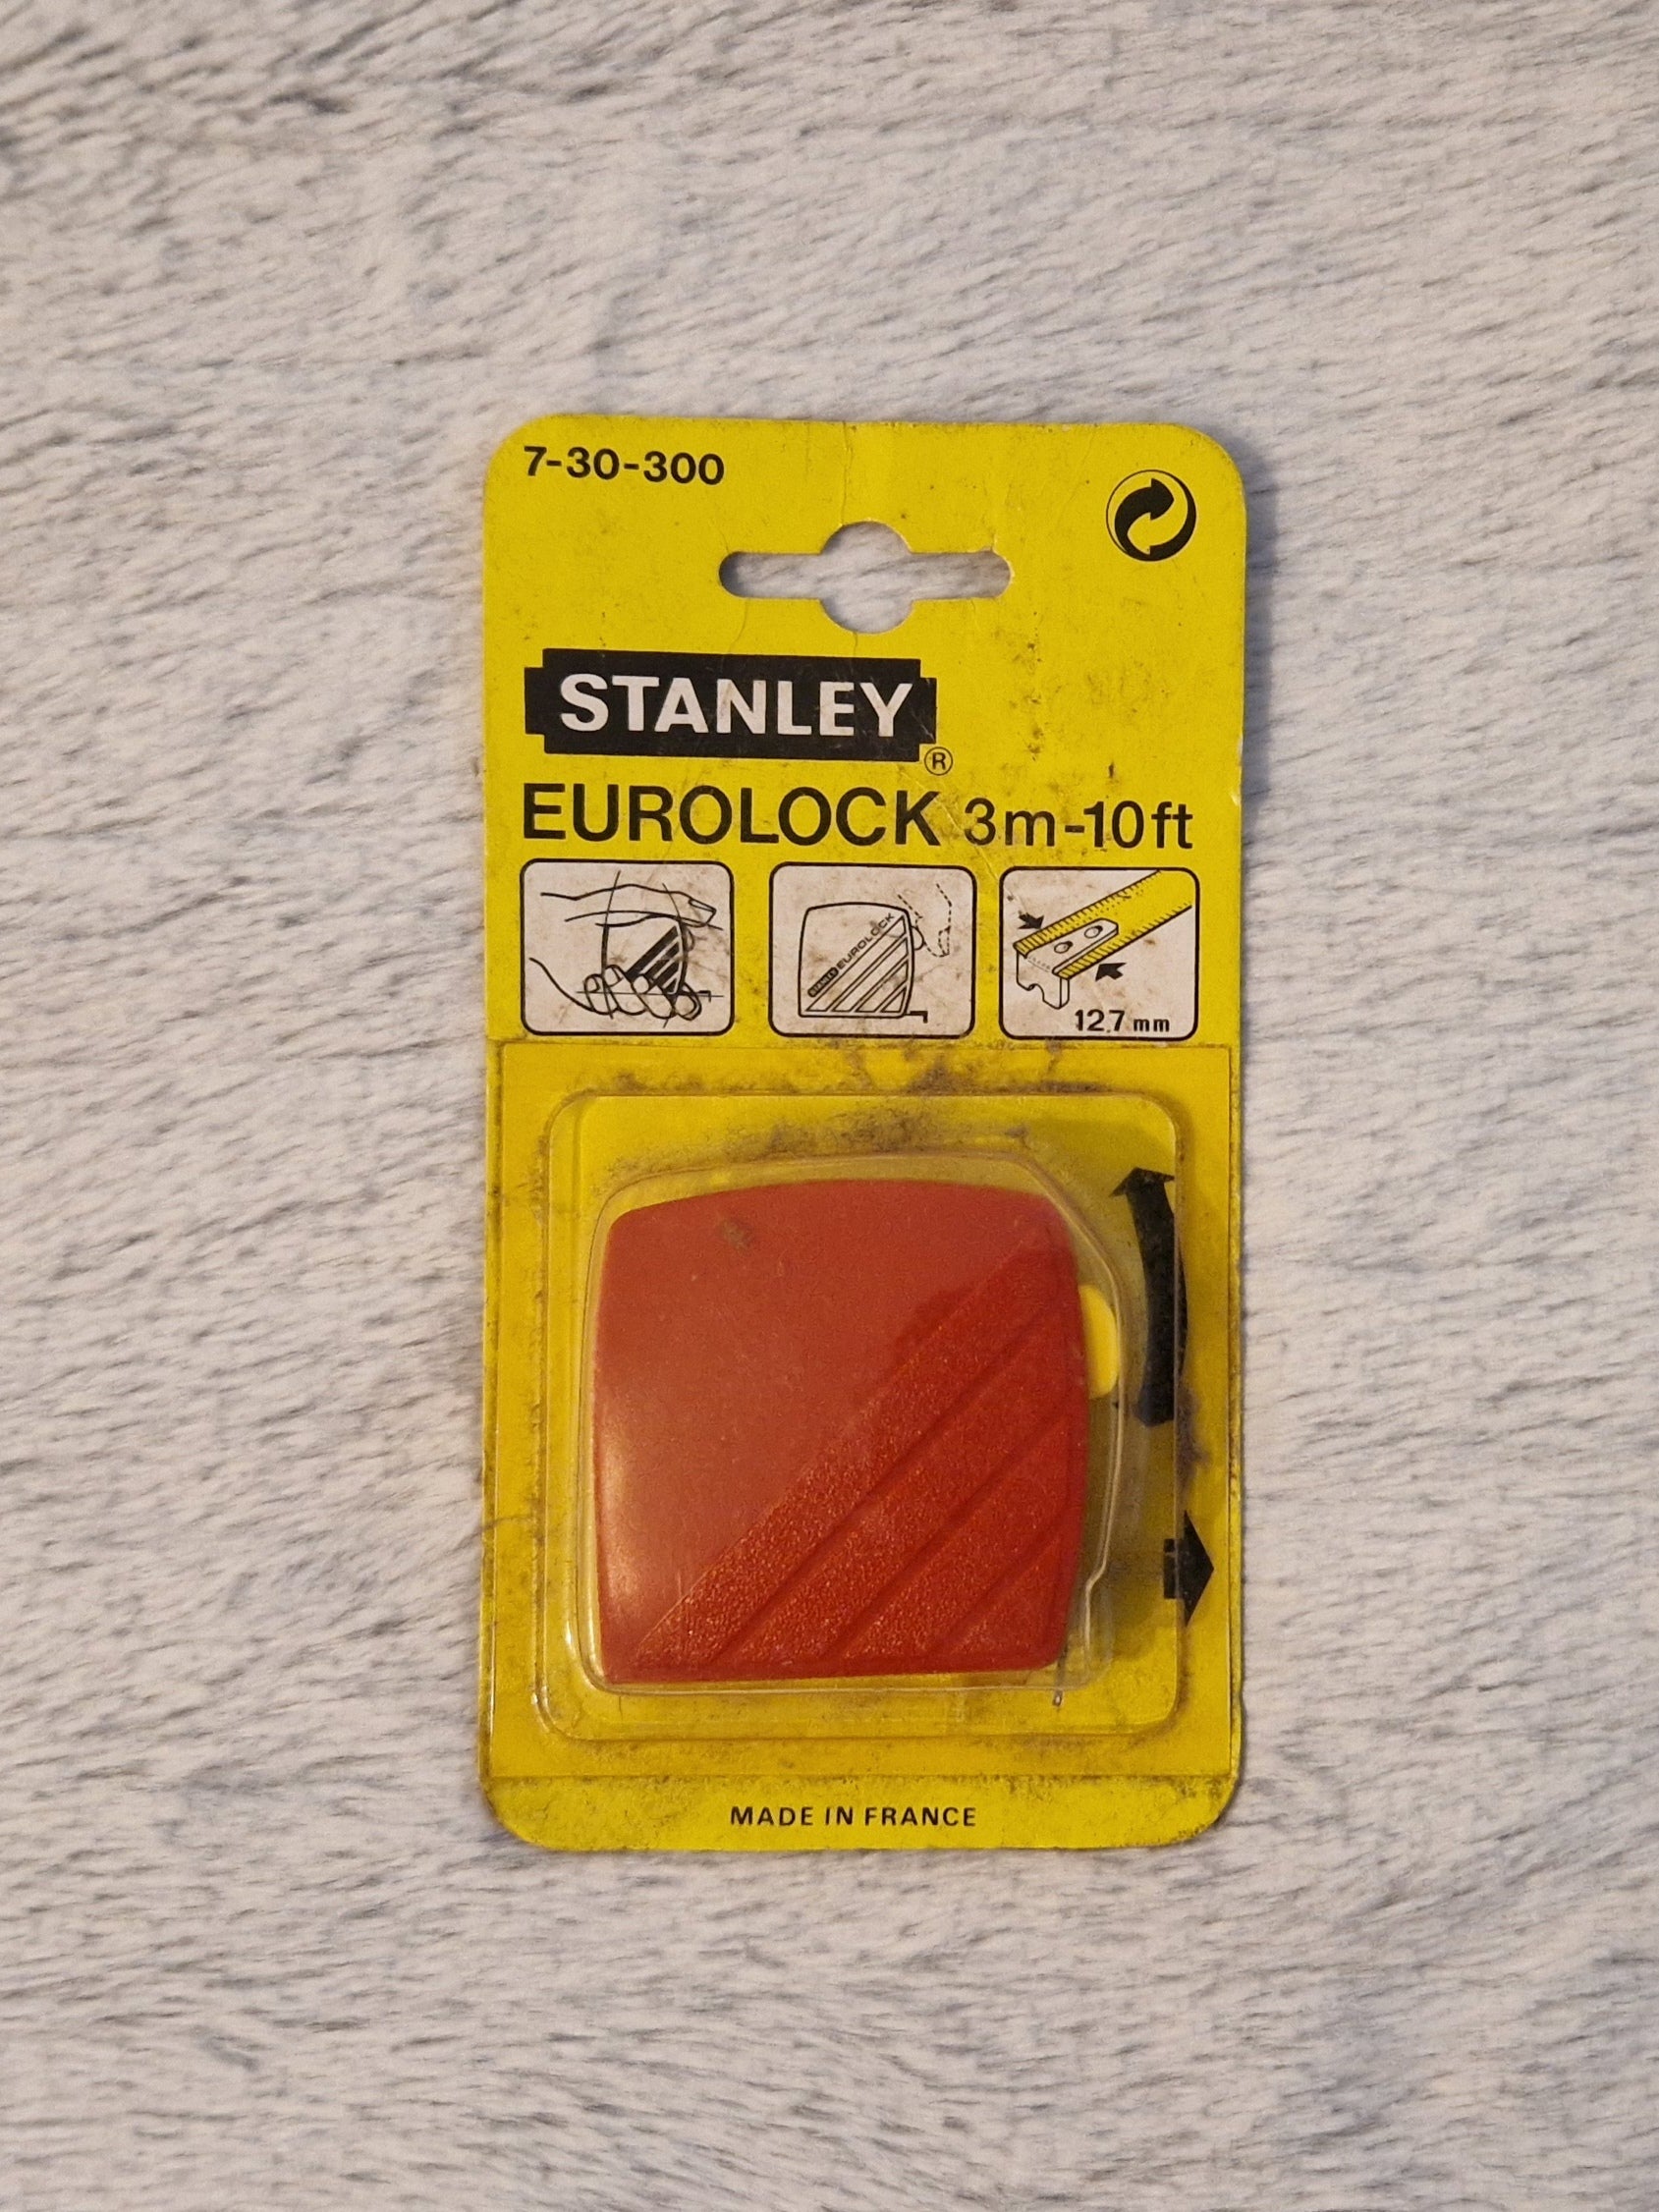 7-30-300
STANLEY
®
EUROLOCK 3m-10ft
EUROLOCK
12,7 mm
MADE IN FRANCE